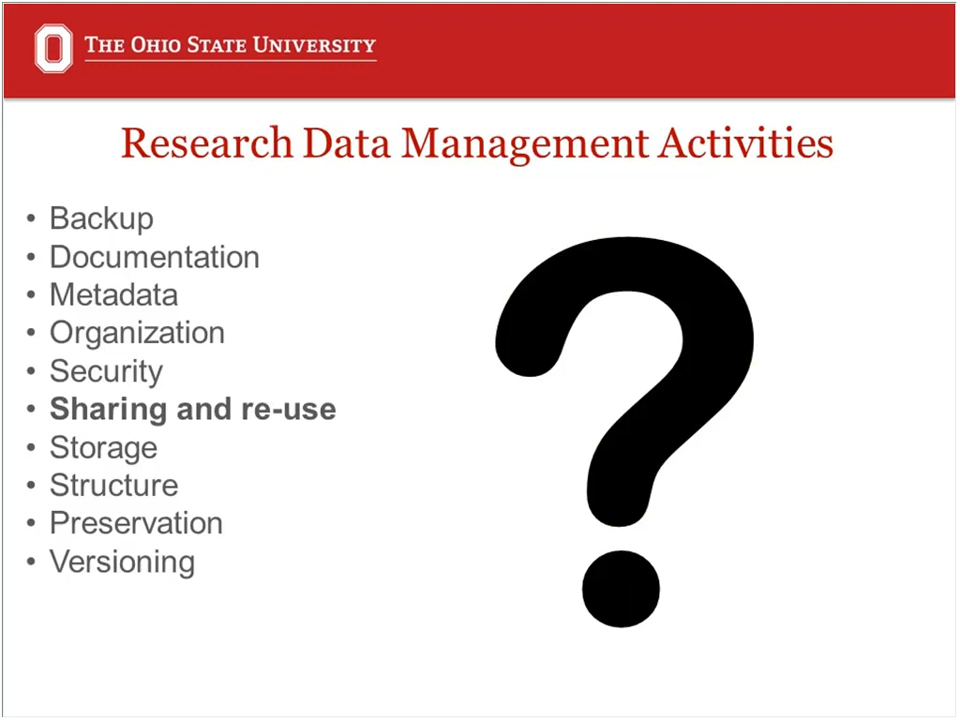 THE OHIO STATE UNIVERSITY
Research Data Management Activities
• Backup
• Documentation
• Metadata
• Organization
• Security
• Sharing and re-use
• Storage
• Structure
• Preservation
• Versioning
?